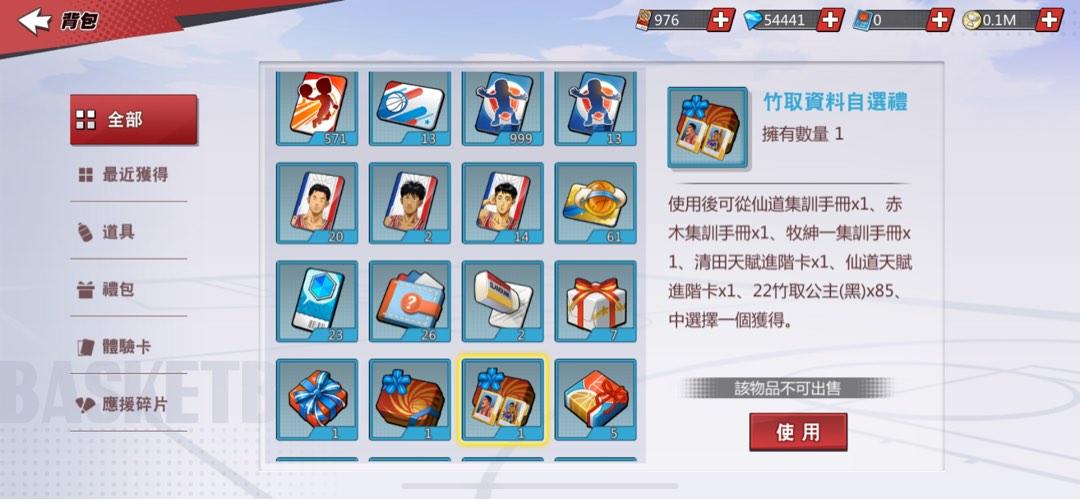 背包
976
54441
0
0.1M
全部
最近獲得
道具
禮包
體驗卡
應援碎片
BASKETB
571
13
999
13
20
2
14
61
23
26
2
7
1
1
1
5
竹取資料自選禮
擁有數量 1
使用後可從仙道集訓手冊x1、赤
木集訓手冊x1、牧紳一集訓手冊x
1、清田天賦進階卡x1、仙道天賦
進階卡x1、22竹取公主(黑)x85、
中選擇一個獲得。
該物品不可出售
使用